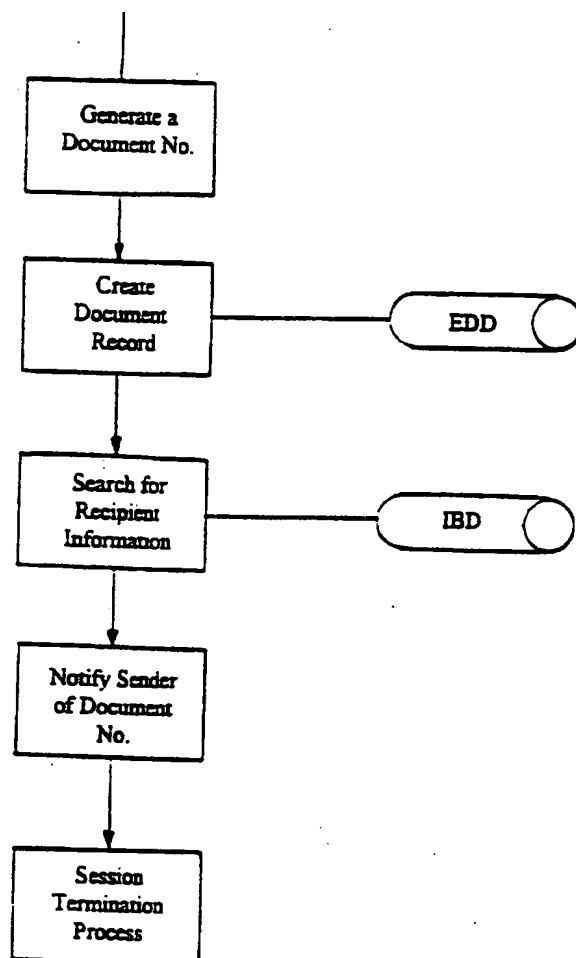 Generate a
Document No.
Create
Document
Record
EDD
Search for
Recipient
Information
IBD
Notify Sender
of Document
No.
Session
Termination
Process